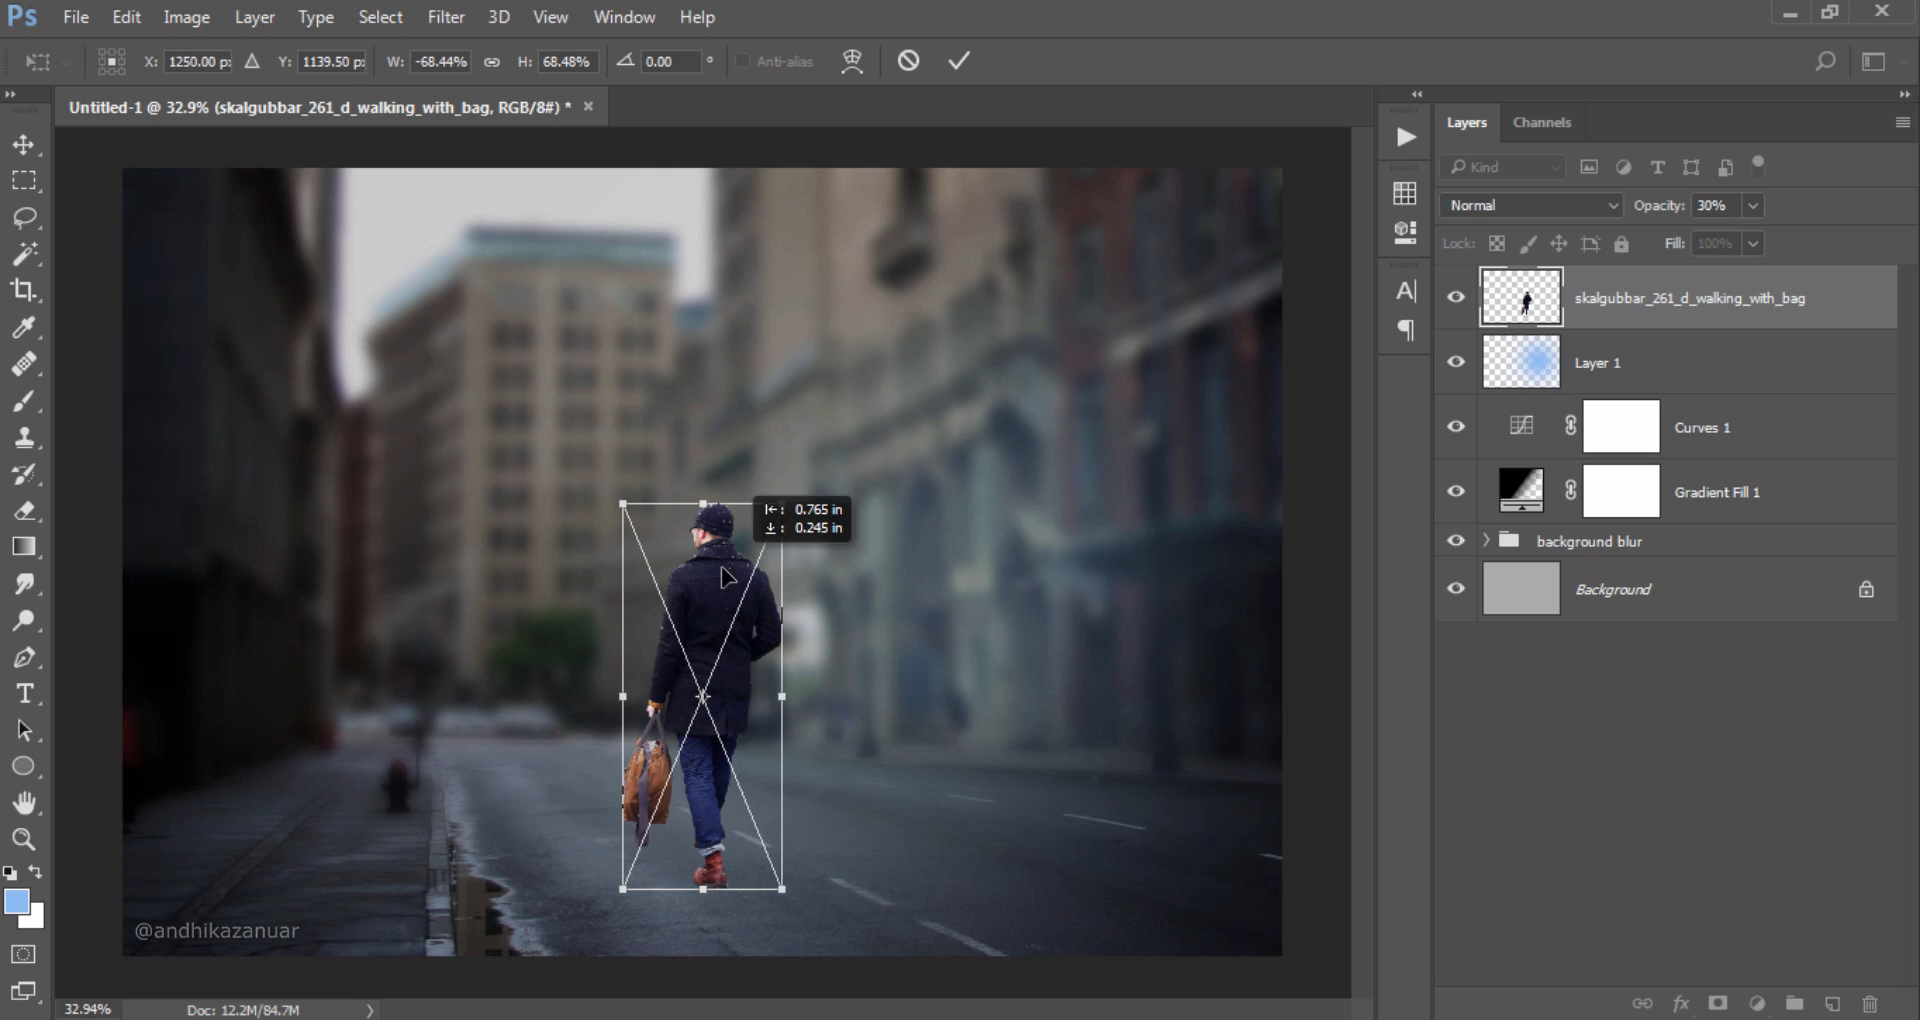 Ps File Edit Image Layer Type Select Filter 3D View Window Help
X: 1250.00 p: Y: 1139.50 p: W: -68.44% H: 68.48% 0.00 ° Anti-alias
Untitled-1 @ 32.9% (skalgubbar_261_d_walking_with_bag, RGB/8#) * ×
Layers Channels
Kind
Normal Opacity: 30%
Lock: Fill: 100%
skalgubbar_261_d_walking_with_bag
Layer 1
Curves 1
Gradient Fill 1
background blur
Background
0.765 in
0.245 in
@andhikazanuar
32.94% Doc: 12.2M/84.7M